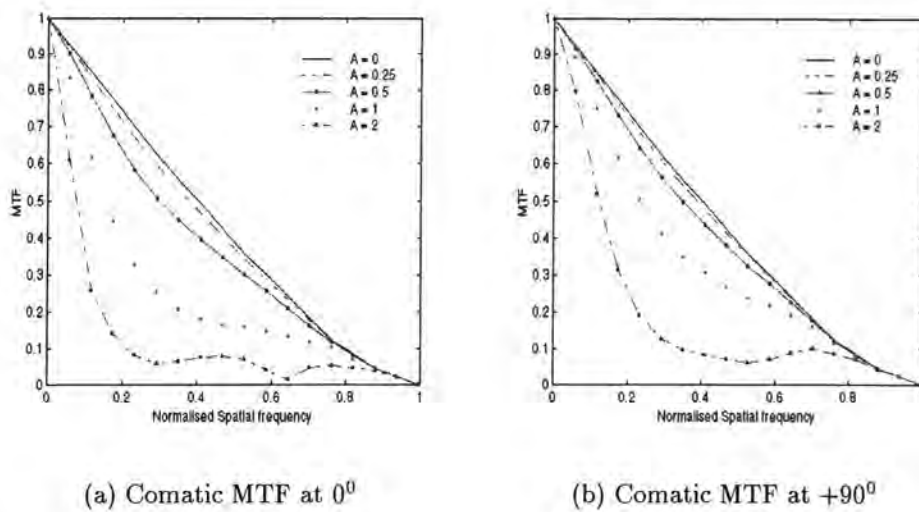 1
0.9
0.8
0.7
0.6
0.5
0.4
0.3
0.2
0.1
0
MTF
0 0.2 0.4 0.6 0.8 1
Normalised Spatial frequency
A = 0
A = 0.25
A = 0.5
A = 1
A = 2
(a) Comatic MTF at 0⁰
1
0.9
0.8
0.7
0.6
0.5
0.4
0.3
0.2
0.1
0
MTF
0 0.2 0.4 0.6 0.8
Normalised Spatial frequency
A = 0
A = 0.25
A = 0.5
A = 1
A = 2
(b) Comatic MTF at +90⁰